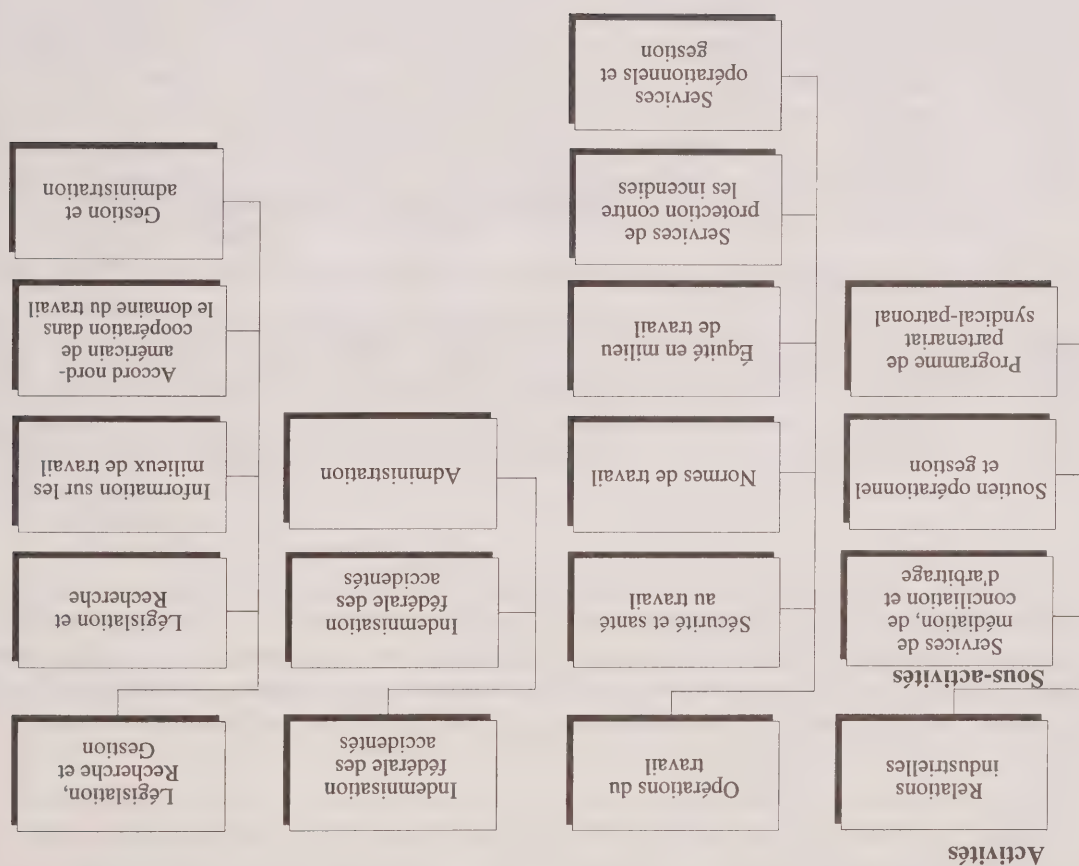 Activités
Relations
industrielles
Opérations du
travail
Indemnisation
fédérale des
accidentés
Législation,
Recherche et
Gestion
Sous-activités
Services de
médiation, de
conciliation et
d'arbitrage
Sécurité et santé
au travail
Indemnisation
fédérale des
accidentés
Législation et
Recherche
Soutien opérationnel
et gestion
Normes de travail
Administration
Information sur les
milieux de travail
Programme de
partenariat
syndical-patronal
Équité en milieu
de travail
Accord nord-
américain de
coopération dans
le domaine du travail
Services de
protection contre
les incendies
Gestion et
administration
Services
opérationnels et
gestion